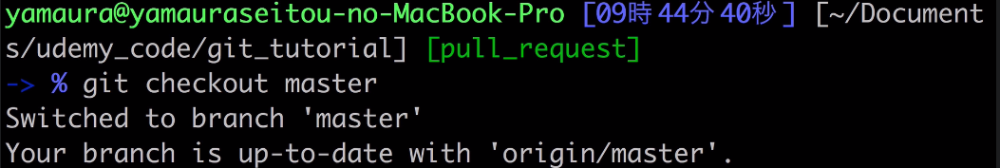 yamaura@yamauraseitou-no-MacBook-Pro [09時44分40秒] [~/Document
s/udemy_code/git_tutorial] [pull_request]
-> % git checkout master
Switched to branch 'master'
Your branch is up-to-date with 'origin/master'.